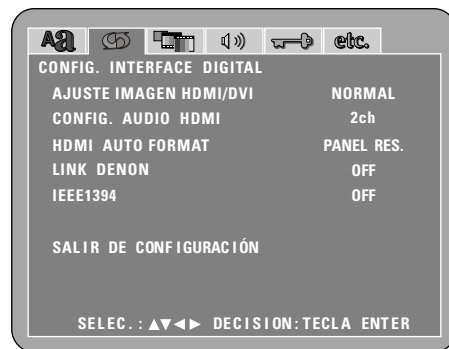 Aa etc.
CONFIG. INTERFACE DIGITAL
AJUSTE IMAGEN HDMI/DVI NORMAL
CONFIG. AUDIO HDMI 2ch
HDMI AUTO FORMAT PANEL RES.
LINK DENON OFF
IEEE1394 OFF
SALIR DE CONFIGURACIÓN
SELEC.:▲▼◄► DECISION:TECLA ENTER